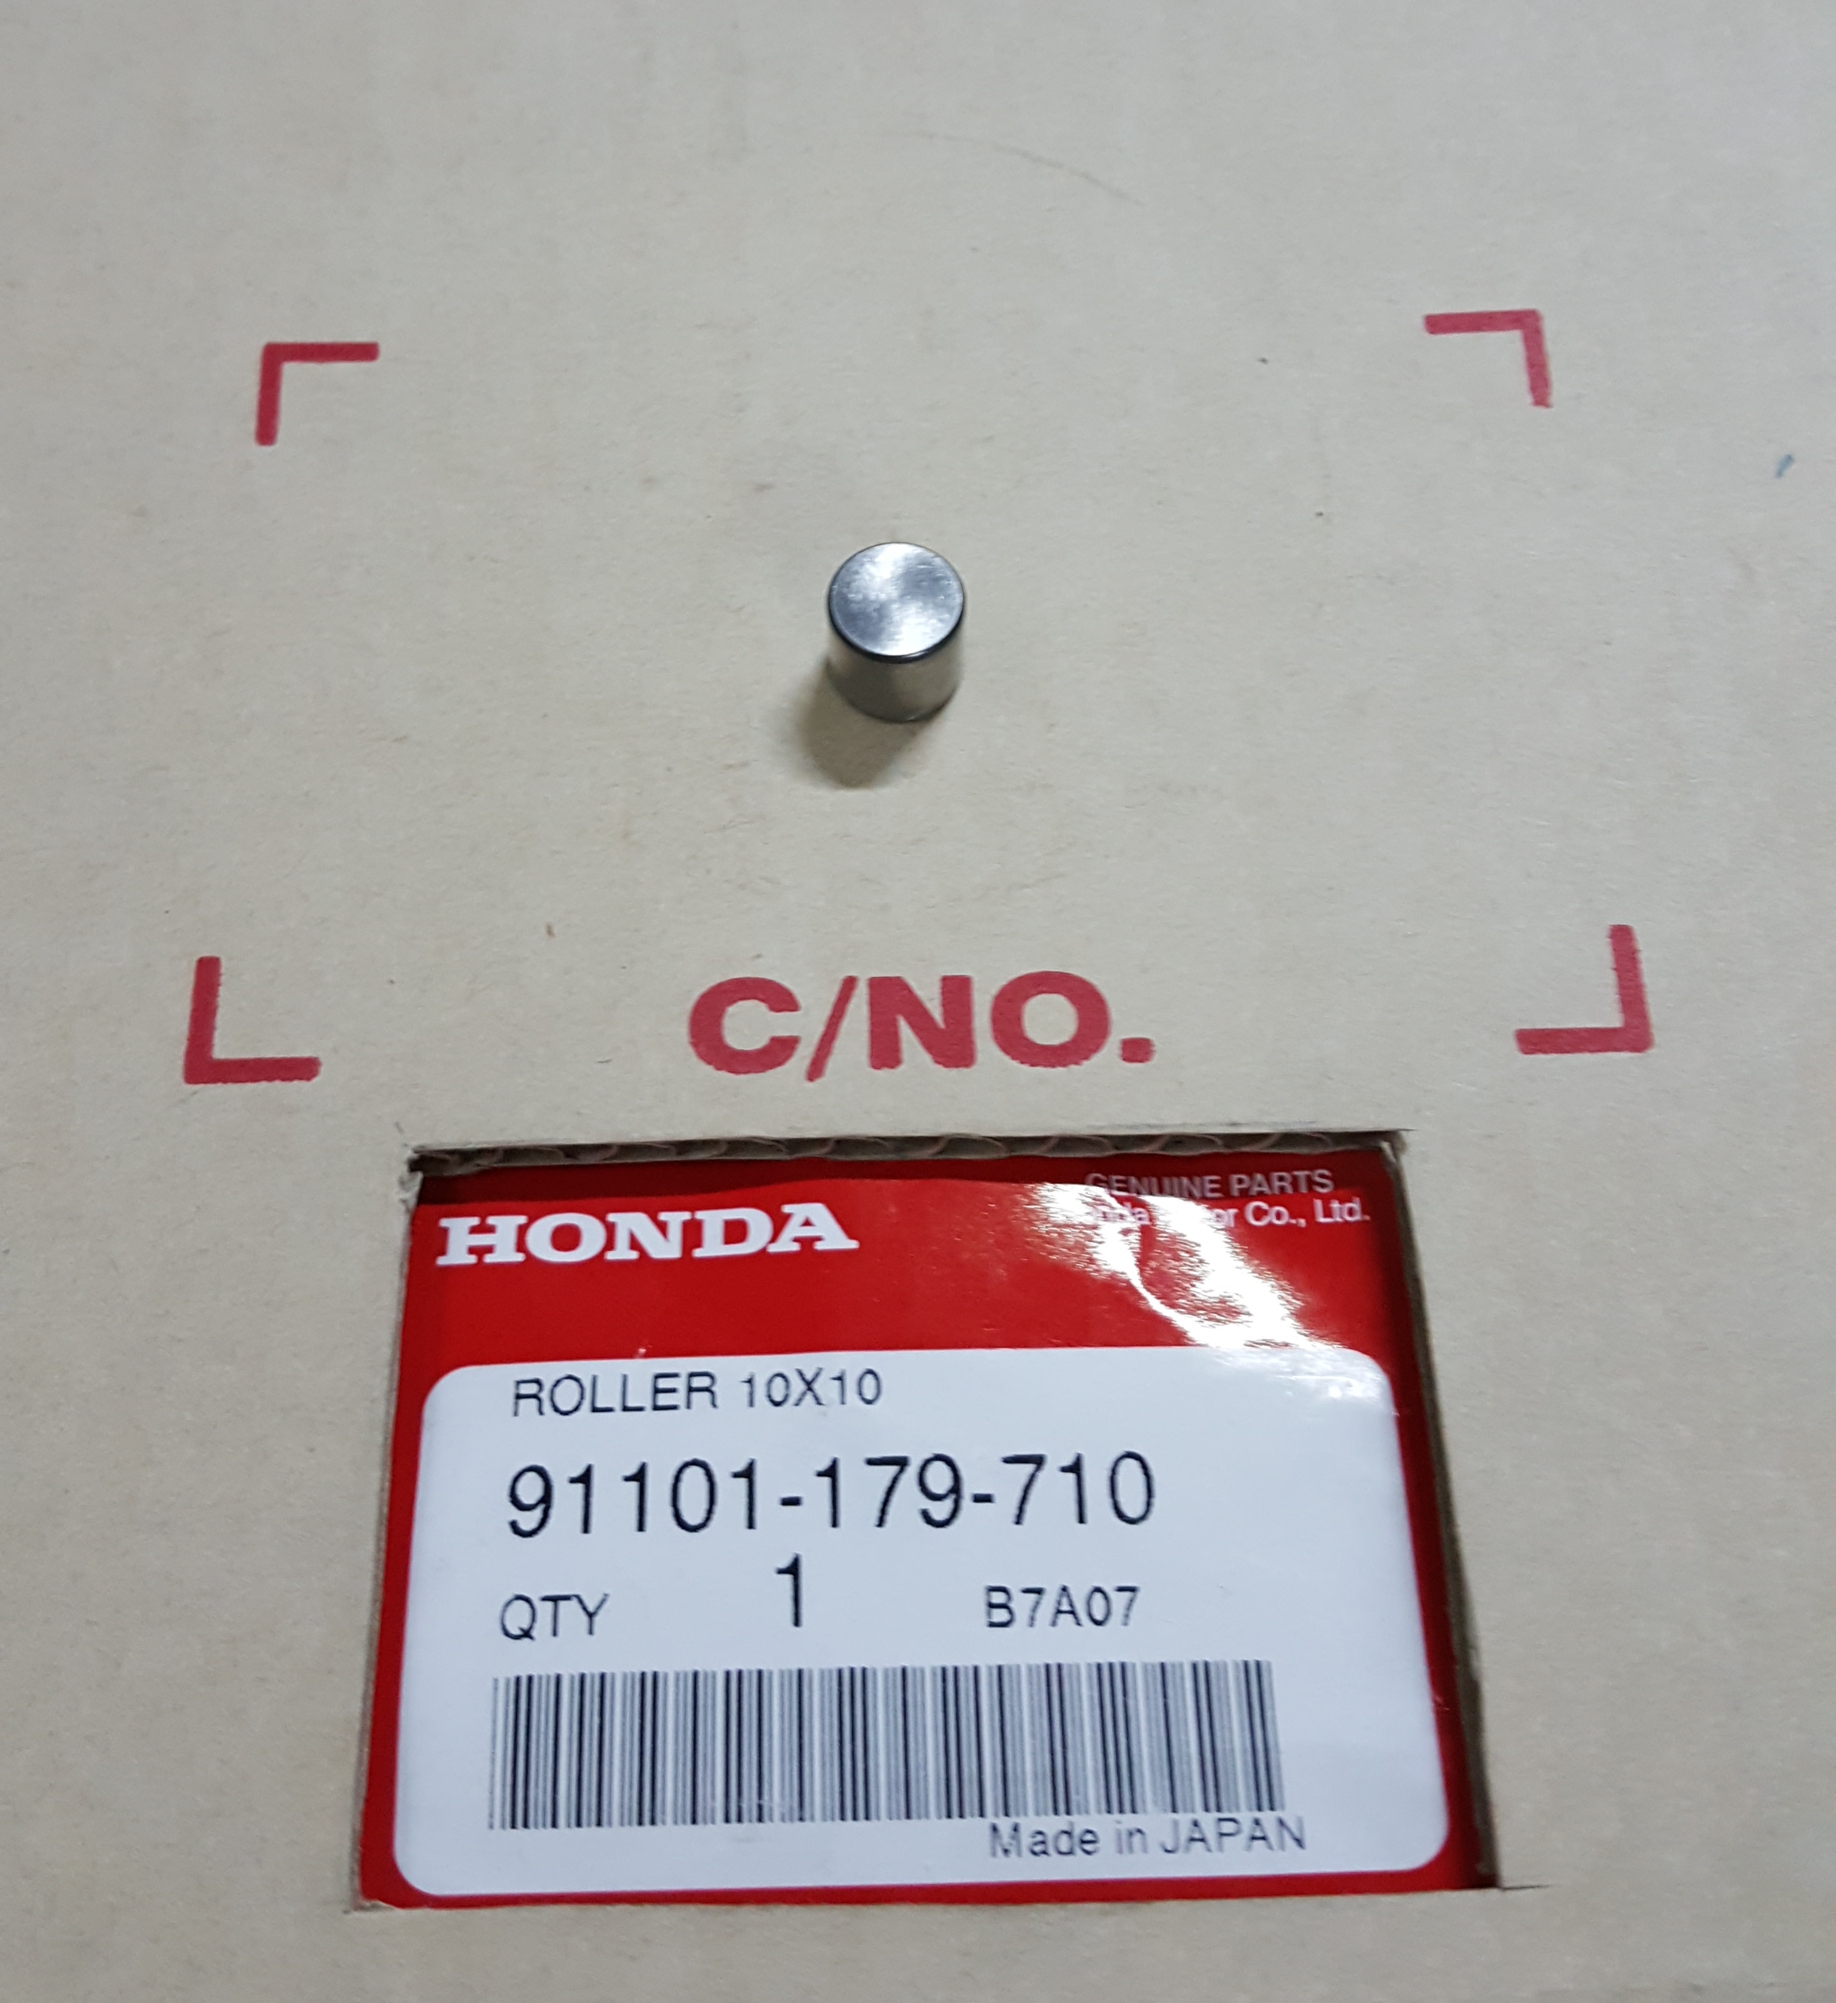 C/NO.
HONDA
GENUINE PARTS
Co., Ltd.
ROLLER 10X10
91101-179-710
QTY 1 B7A07
Made in JAPAN